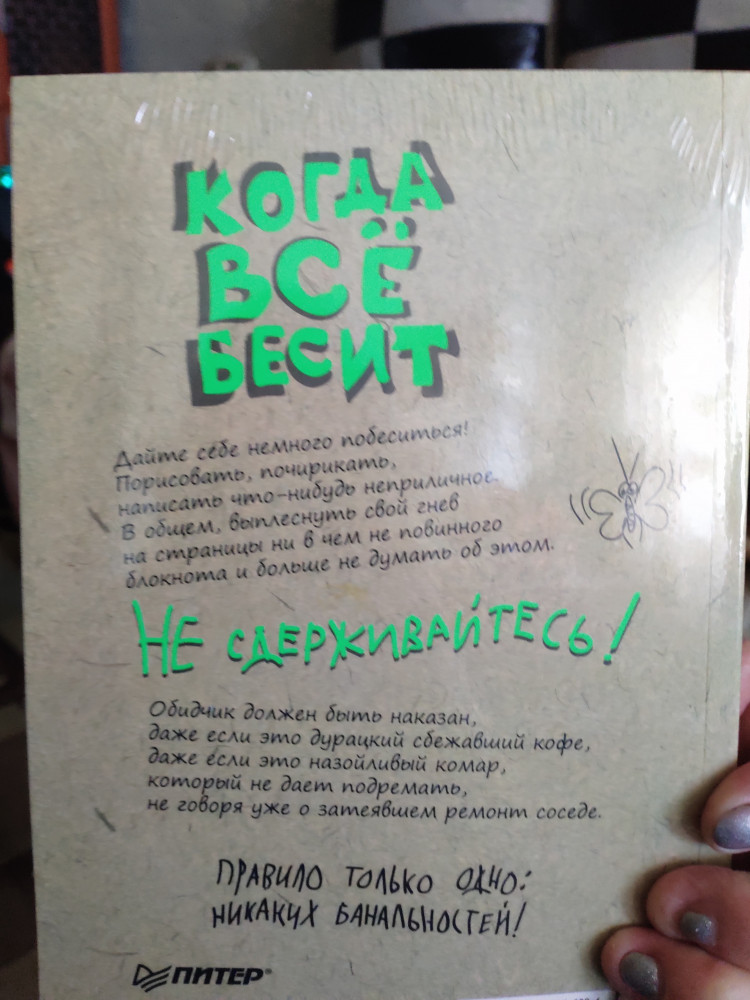 КОГДА
ВСЁ
БЕСИТ
Дайте себе немного побеситься!
Порисовать, почирикать,
написать что-нибудь неприличное.
В общем, выплеснуть свой гнев
на страницы ни в чем не повинного
блокнота и больше не думать об этом.
НЕ СДЕРЖИВАЙТЕСЬ!
Обидчик должен быть наказан,
даже если это дурацкий сбежавший кофе,
даже если это назойливый комар,
который не дает подремать,
не говоря уже о затеявшем ремонт соседе.
ПРАВИЛО ТОЛЬКО ОДНО:
НИКАКИХ БАНАЛЬНОСТЕЙ!
ПИТЕР®